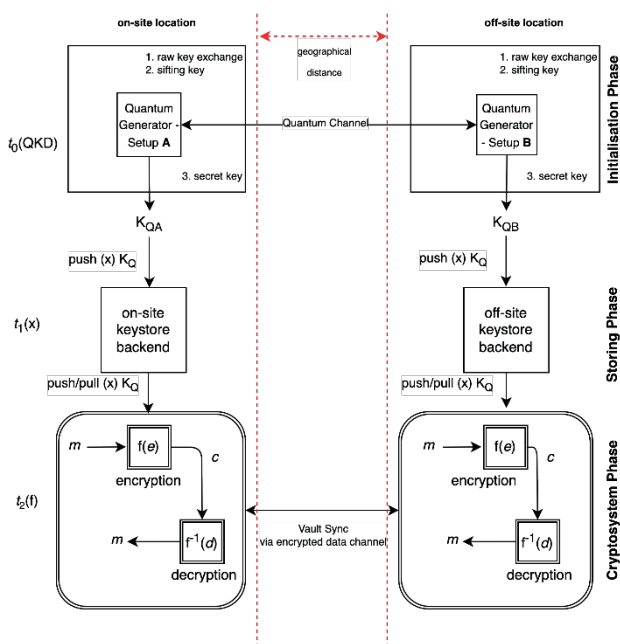 on-site location
off-site location
geographical
distance
1. raw key exchange
2. sifting key
1. raw key exchange
2. sifting key
Quantum
Generator -
Setup A
Quantum Channel
Quantum
Generator
- Setup B
t0(QKD)
3. secret key
3. secret key
Initialisation Phase
KQA
KQB
push (x) KQ
push (x) KQ
t1(x)
on-site
keystore
backend
off-site
keystore
backend
Storing Phase
push/pull (x) KQ
push/pull (x) KQ
m
f(e)
c
encryption
m
f(e)
c
encryption
t2(f)
Vault Sync
via encrypted data channel
m
f-1(d)
decryption
m
f-1(d)
decryption
Cryptosystem Phase